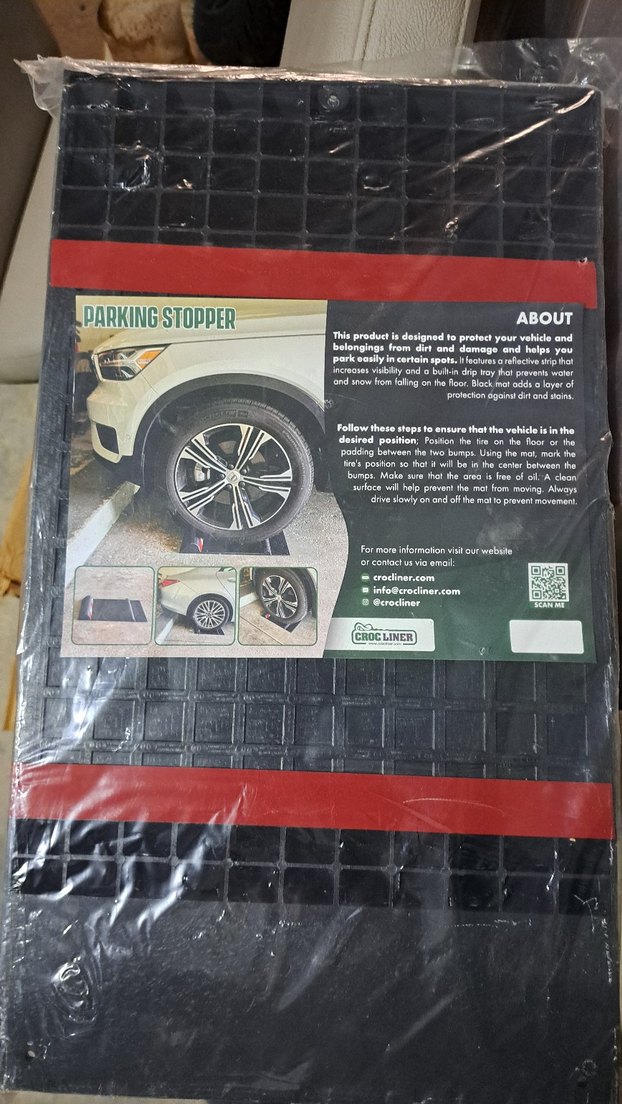 PARKING STOPPER
ABOUT
This product is designed to protect your vehicle and
belongings from dirt and damage and helps you
park easily in certain spots. It features a reflective strip that
increases visibility and a built-in drip tray that prevents water
and snow from falling on the floor. Black mat adds a layer of
protection against dirt and stains.
Follow these steps to ensure that the vehicle is in the
desired position; Position the tire on the floor or the
padding between the two bumps. Using the mat, mark the
tire's position so that it will be in the center between the
bumps. Make sure that the area is free of oil. A clean
surface will help prevent the mat from moving. Always
drive slowly on and off the mat to prevent movement.
For more information visit our website
or contact us via email:
crocliner.com
info@crocliner.com
@crocliner
SCAN ME
CROC LINER
www.crocliner.com